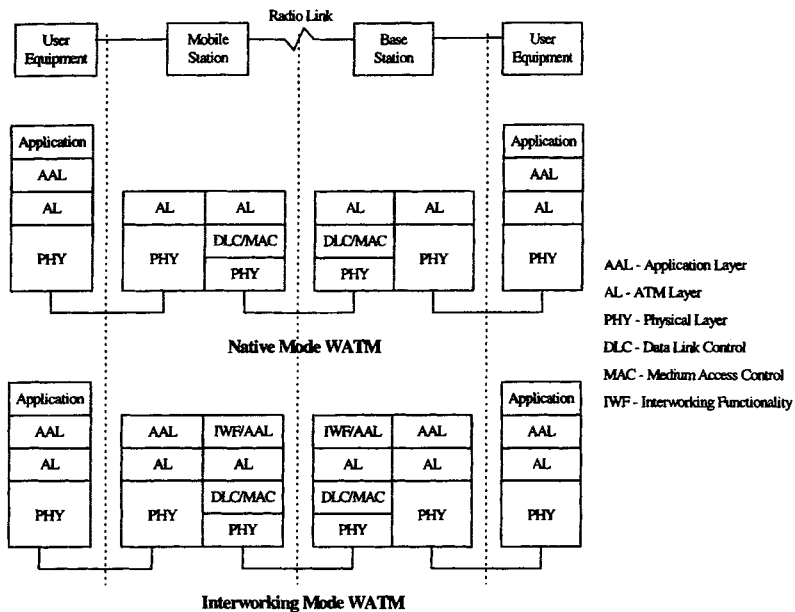 Radio Link
User Equipment
Mobile Station
Base Station
User Equipment
Application
AAL
AL
PHY
AL
PHY
AL
DLC/MAC
PHY
AL
DLC/MAC
PHY
AL
PHY
Application
AAL
AL
PHY
Native Mode WATM
AAL - Application Layer
AL - ATM Layer
PHY - Physical Layer
DLC - Data Link Control
MAC - Medium Access Control
IWF - Interworking Functionality
Application
AAL
AL
PHY
AAL
AL
PHY
IWF/AAL
AL
DLC/MAC
PHY
IWF/AAL
AL
DLC/MAC
PHY
AAL
AL
PHY
Application
AAL
AL
PHY
Interworking Mode WATM